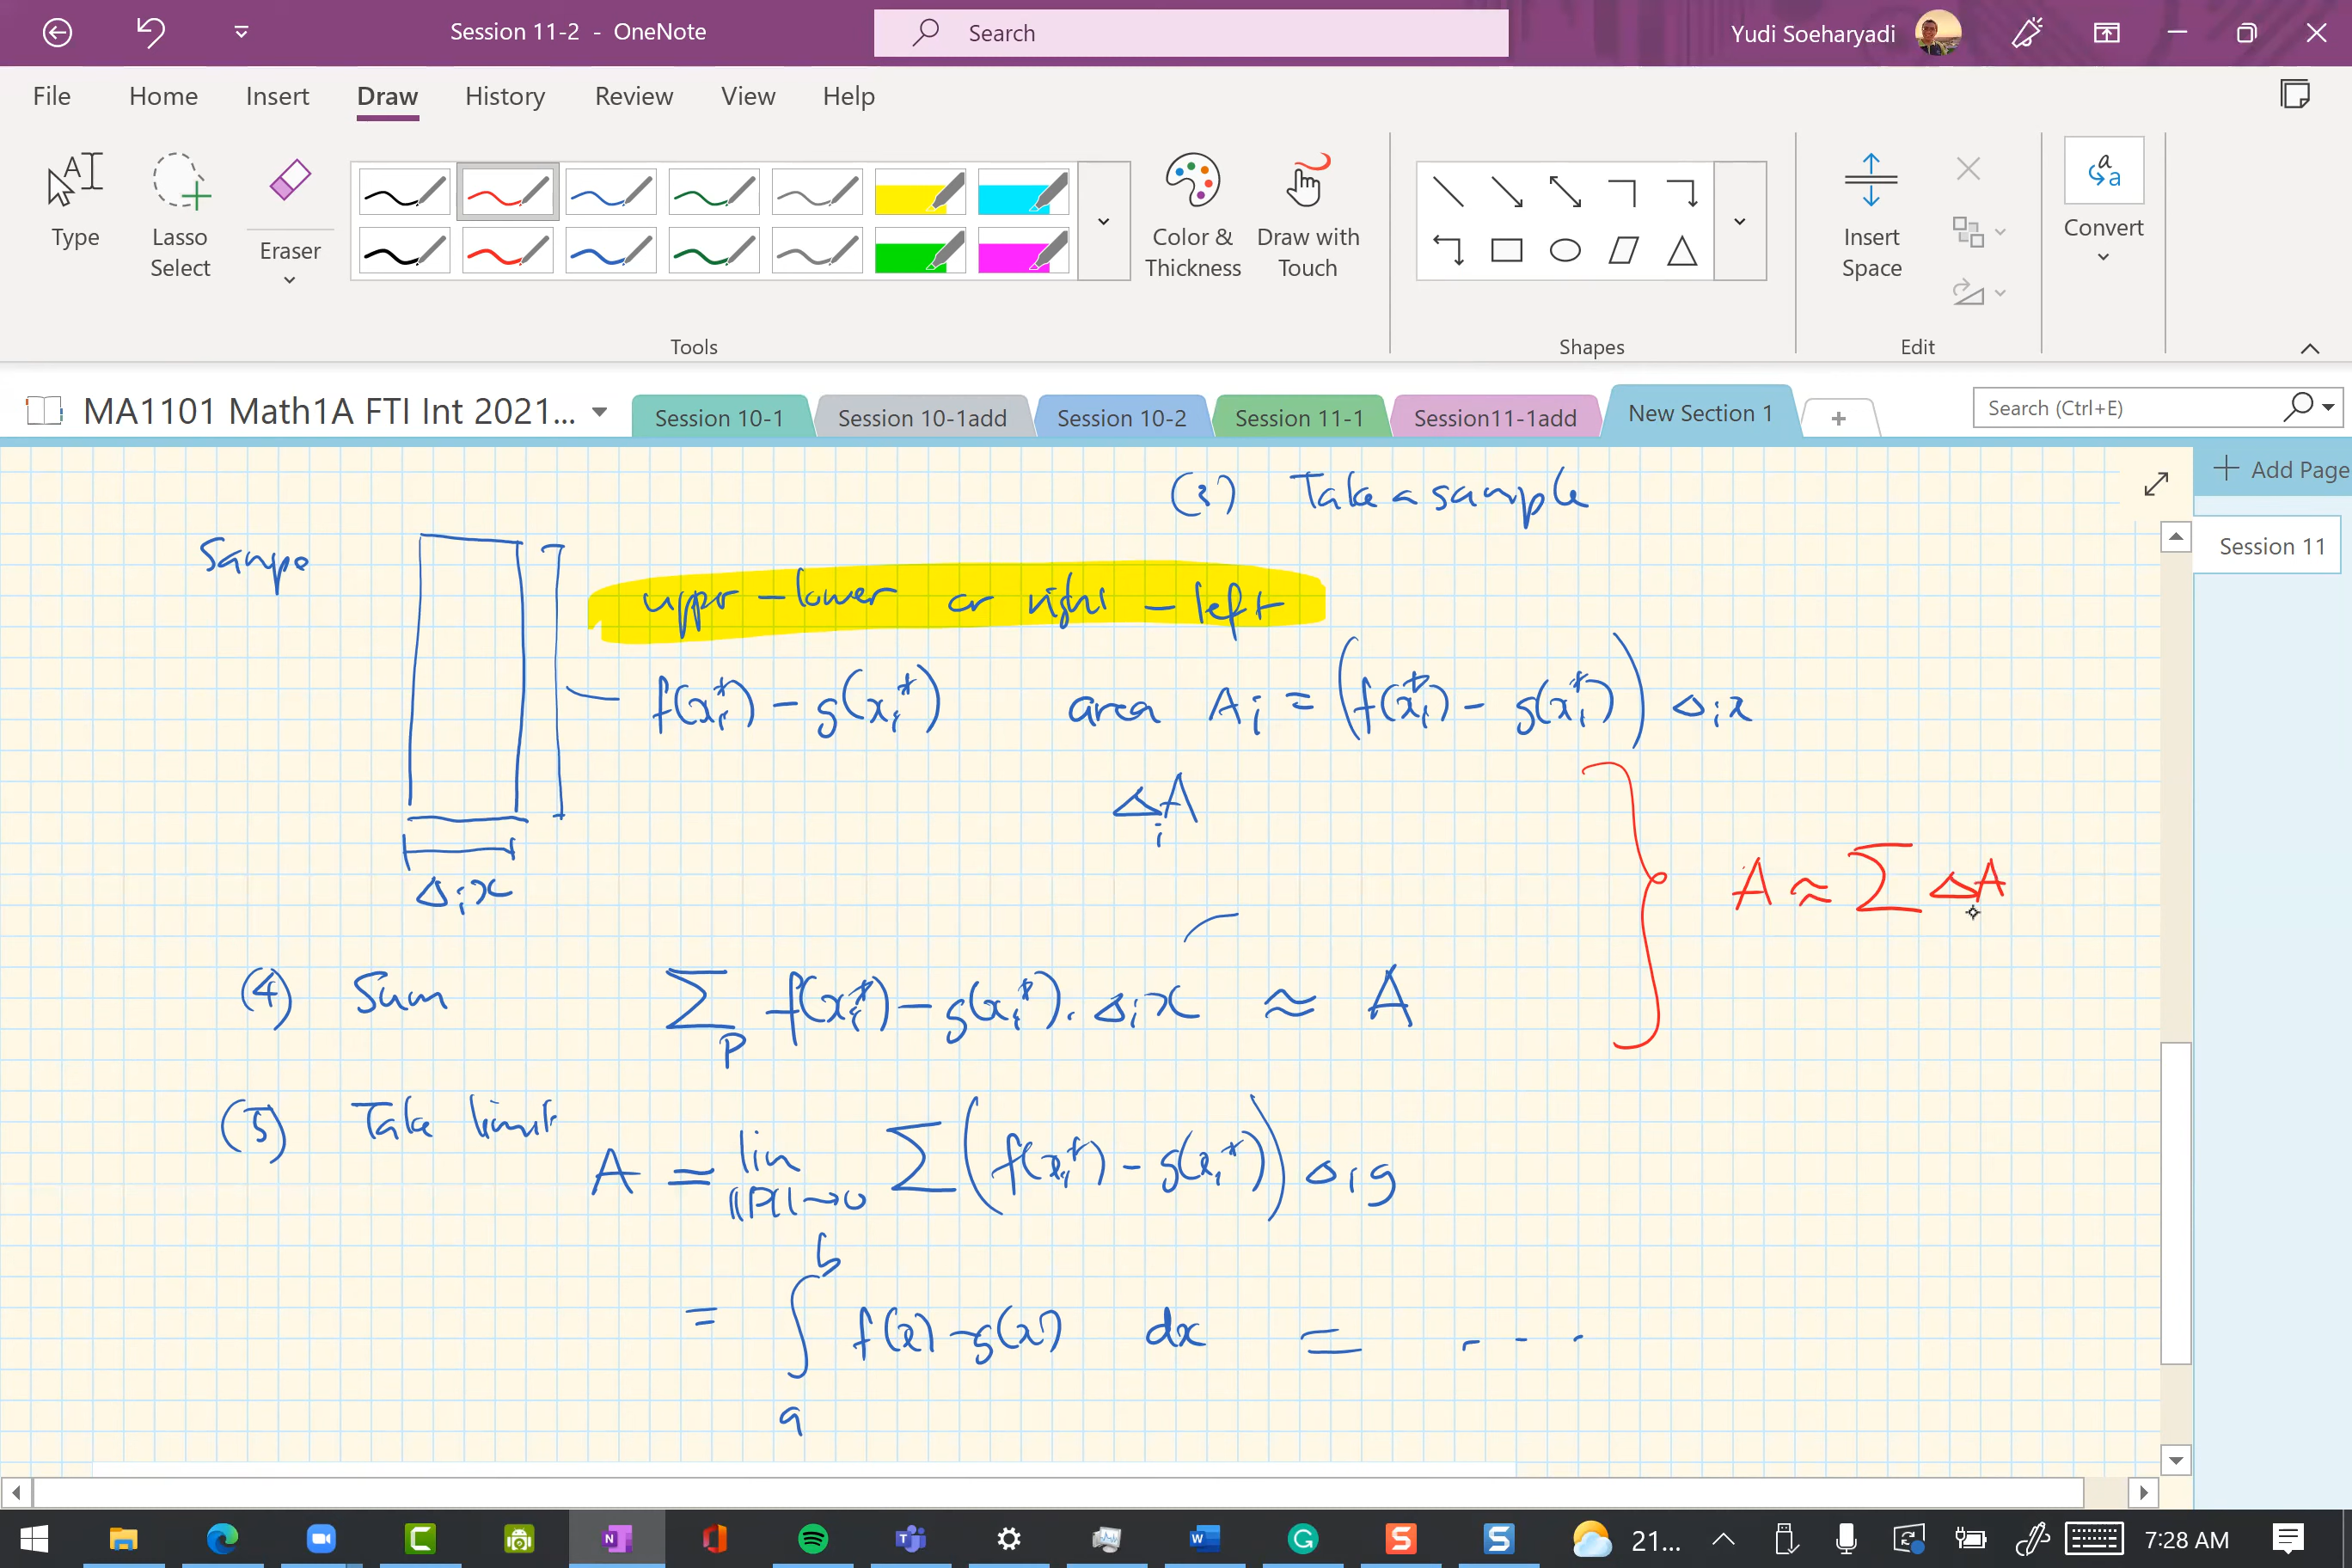 Session 11-2 - OneNote
Search
Yudi Soeharyadi
File Home Insert Draw History Review View Help
Type
Lasso Select
Eraser
Color & Thickness
Draw with Touch
Insert Space
Convert
Tools
Shapes
Edit
MA1101 Math1A FTI Int 2021...
Session 10-1
Session 10-1add
Session 10-2
Session 11-1
Session11-1add
New Section 1
Search (Ctrl+E)
Add Page
Session 11
(3) Take a sample
Sampe
upper – lower or right – left
f(xᵢ*) – g(xᵢ*) area Aᵢ = (f(xᵢ*) – g(xᵢ*)) Δᵢx
ΔᵢA
Δᵢx
A ≈ ∑ ΔA
(4) Sum ∑P f(xᵢ*) – g(xᵢ*) . Δᵢx ≈ A
(5) Take limit
A = lim ||P||→0 ∑ (f(xᵢ*) – g(xᵢ*)) Δᵢg
= ∫ₐᵇ f(x) – g(x) dx = - - -
21...
7:28 AM